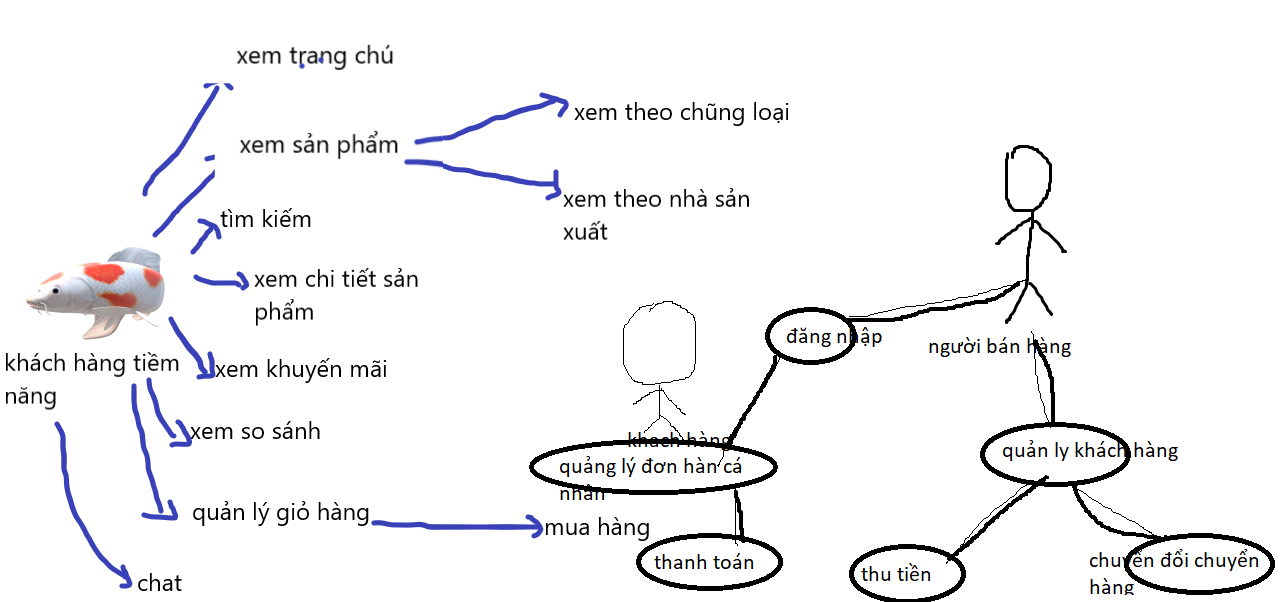 xem trang chú
xem sản phẩm
xem theo chũng loại
xem theo nhà sản
xuất
tìm kiếm
xem chi tiết sản
phẩm
khách hàng tiềm
năng
xem khuyến mãi
xem so sánh
quản lý giỏ hàng
mua hàng
chat
đăng nhập
người bán hàng
khách hàng
quảng lý đơn hàn cá
nhân
thanh toán
quản ly khách hàng
thu tiền
chuyển đổi chuyển
hàng